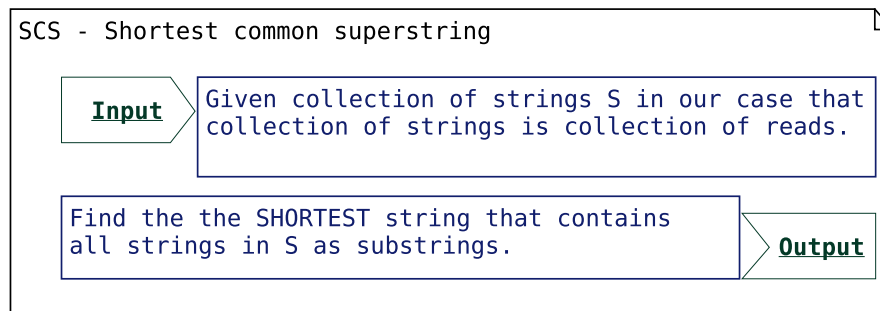 SCS - Shortest common superstring
Input
Given collection of strings S in our case that
collection of strings is collection of reads.
Find the the SHORTEST string that contains
all strings in S as substrings.
Output